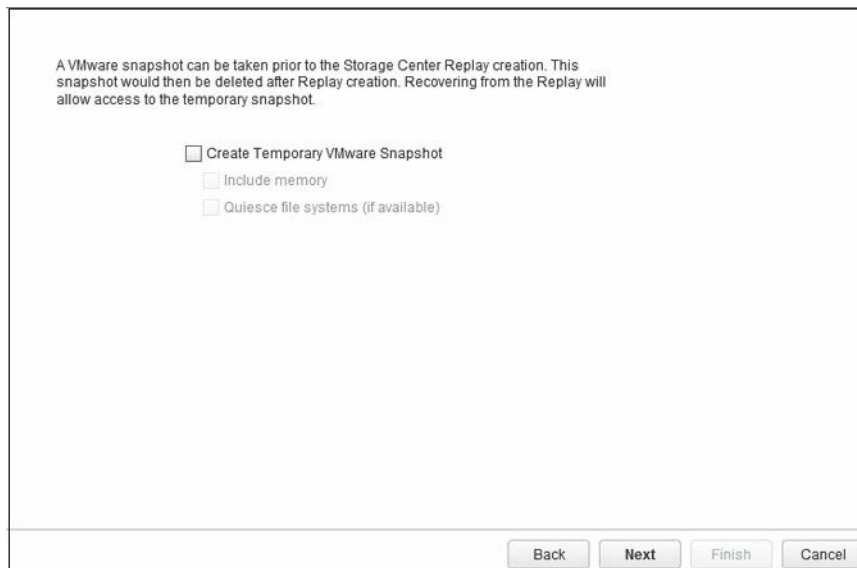 A VMware snapshot can be taken prior to the Storage Center Replay creation. This
snapshot would then be deleted after Replay creation. Recovering from the Replay will
allow access to the temporary snapshot.
Create Temporary VMware Snapshot
Include memory
Quiesce file systems (if available)
Back Next Finish Cancel